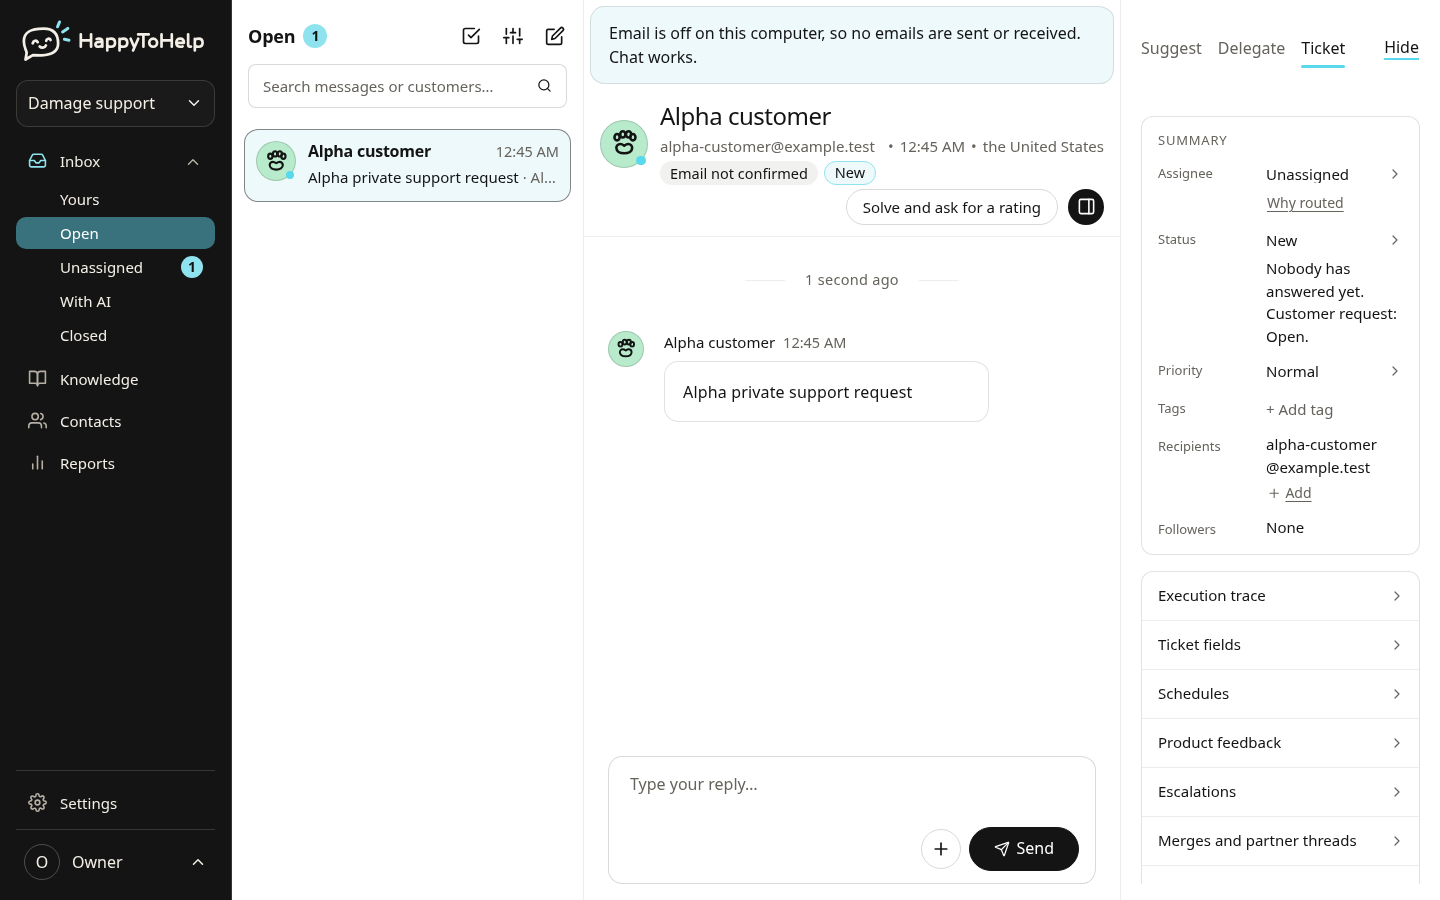 HappyToHelp
Damage support
Inbox
Yours
Open
Unassigned 1
With AI
Closed
Knowledge
Contacts
Reports
Settings
O Owner
Open 1
Search messages or customers...
Alpha customer 12:45 AM
Alpha private support request · Al...
Email is off on this computer, so no emails are sent or received.
Chat works.
Alpha customer
alpha-customer@example.test • 12:45 AM • the United States
Email not confirmed New
Solve and ask for a rating
1 second ago
Alpha customer 12:45 AM
Alpha private support request
Type your reply...
Send
Suggest Delegate Ticket Hide
SUMMARY
Assignee Unassigned
Why routed
Status New
Nobody has
answered yet.
Customer request:
Open.
Priority Normal
Tags + Add tag
Recipients alpha-customer
@example.test
+ Add
Followers None
Execution trace
Ticket fields
Schedules
Product feedback
Escalations
Merges and partner threads